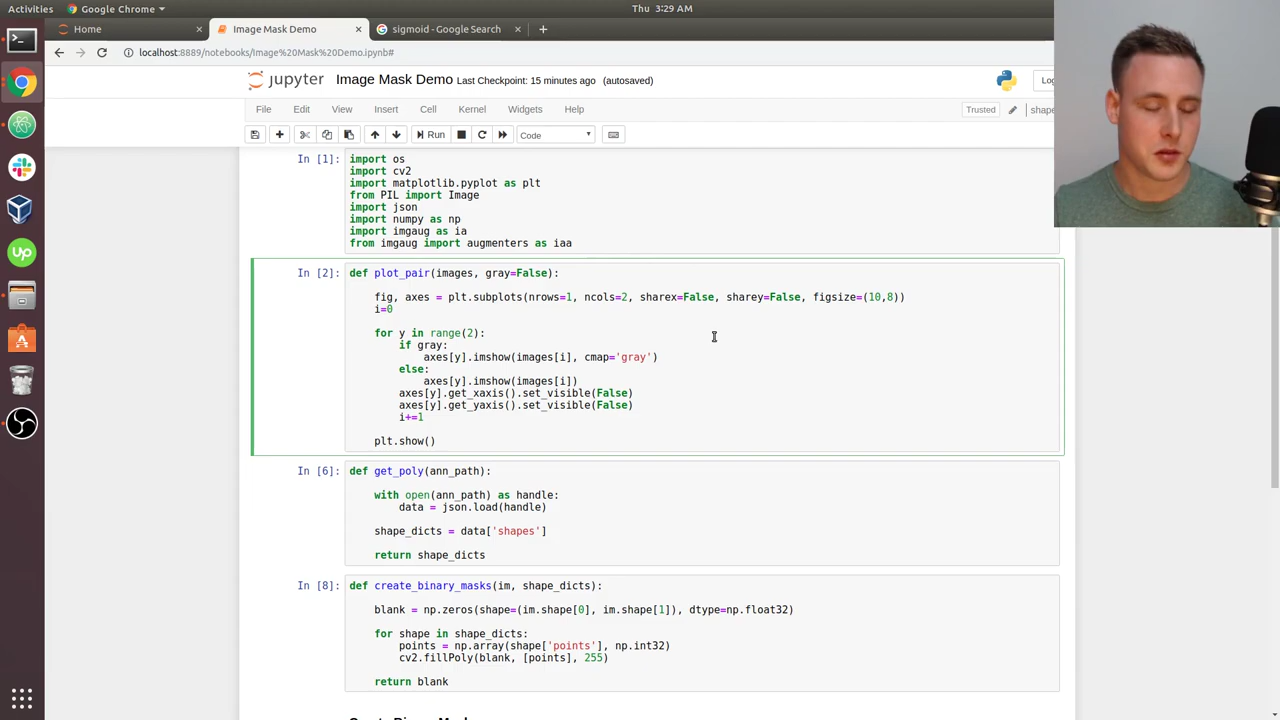 Activities
Google Chrome
Thu 3:29 AM
Home
Image Mask Demo
sigmoid - Google Search
localhost:8889/notebooks/Image%20Mask%20Demo.ipynb#
jupyter Image Mask Demo Last Checkpoint: 15 minutes ago (autosaved)
File Edit View Insert Cell Kernel Widgets Help
Trusted
Run
Code
In [1]:
import os
import cv2
import matplotlib.pyplot as plt
from PIL import Image
import json
import numpy as np
import imgaug as ia
from imgaug import augmenters as iaa
In [2]:
def plot_pair(images, gray=False):
fig, axes = plt.subplots(nrows=1, ncols=2, sharex=False, sharey=False, figsize=(10,8))
i=0
for y in range(2):
if gray:
axes[y].imshow(images[i], cmap='gray')
else:
axes[y].imshow(images[i])
axes[y].get_xaxis().set_visible(False)
axes[y].get_yaxis().set_visible(False)
i+=1
plt.show()
In [6]:
def get_poly(ann_path):
with open(ann_path) as handle:
data = json.load(handle)
shape_dicts = data['shapes']
return shape_dicts
In [8]:
def create_binary_masks(im, shape_dicts):
blank = np.zeros(shape=(im.shape[0], im.shape[1]), dtype=np.float32)
for shape in shape_dicts:
points = np.array(shape['points'], np.int32)
cv2.fillPoly(blank, [points], 255)
return blank